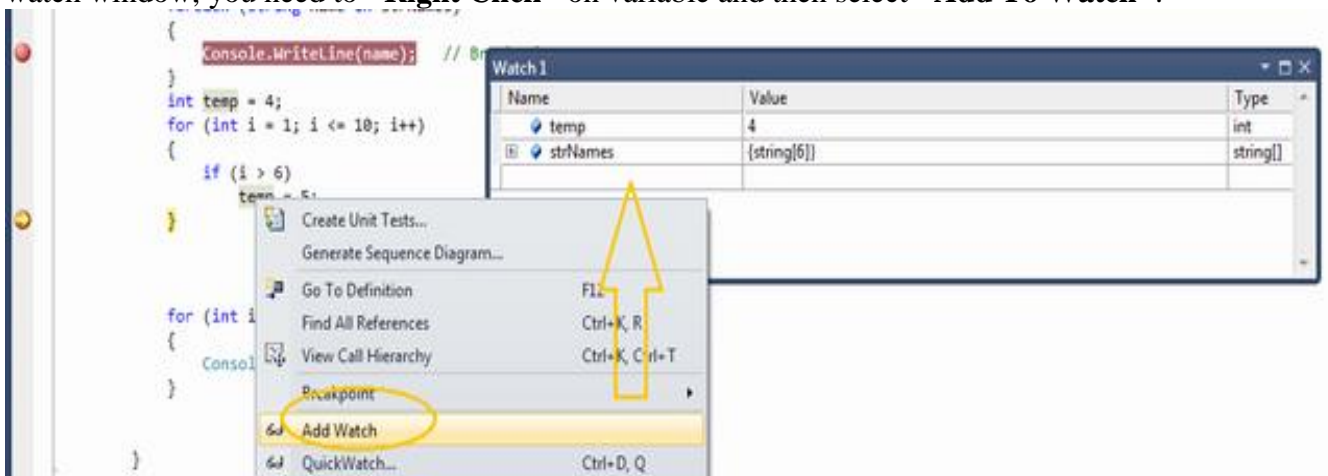 watch window, you need to "Right Click" on variable and then select "Add To Watch".
{
Console.WriteLine(name); // Br
}
int temp = 4;
for (int i = 1; i <= 10; i++)
{
if (i > 6)
temp = 5;
}
for (int i
{
Consol
}
}
Watch 1
Name Value Type
temp 4 int
strNames {string[6]} string[]
Create Unit Tests...
Generate Sequence Diagram...
Go To Definition F12
Find All References Ctrl+K, R
View Call Hierarchy Ctrl+K, Ctrl+T
Breakpoint
Add Watch
QuickWatch... Ctrl+D, Q